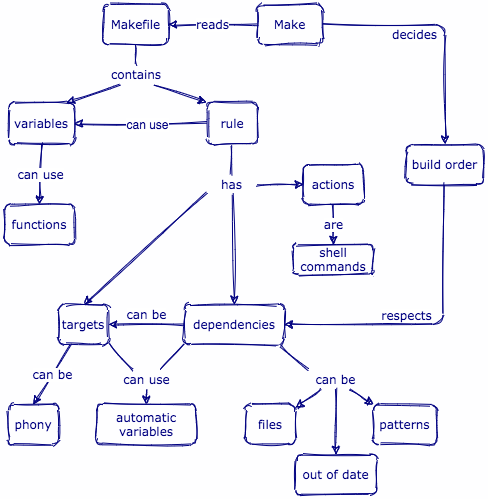 Makefile
reads
Make
decides
contains
variables
can use
rule
can use
has
actions
build order
functions
are
shell
commands
targets
can be
dependencies
respects
can be
can use
can be
phony
automatic
variables
files
patterns
out of date